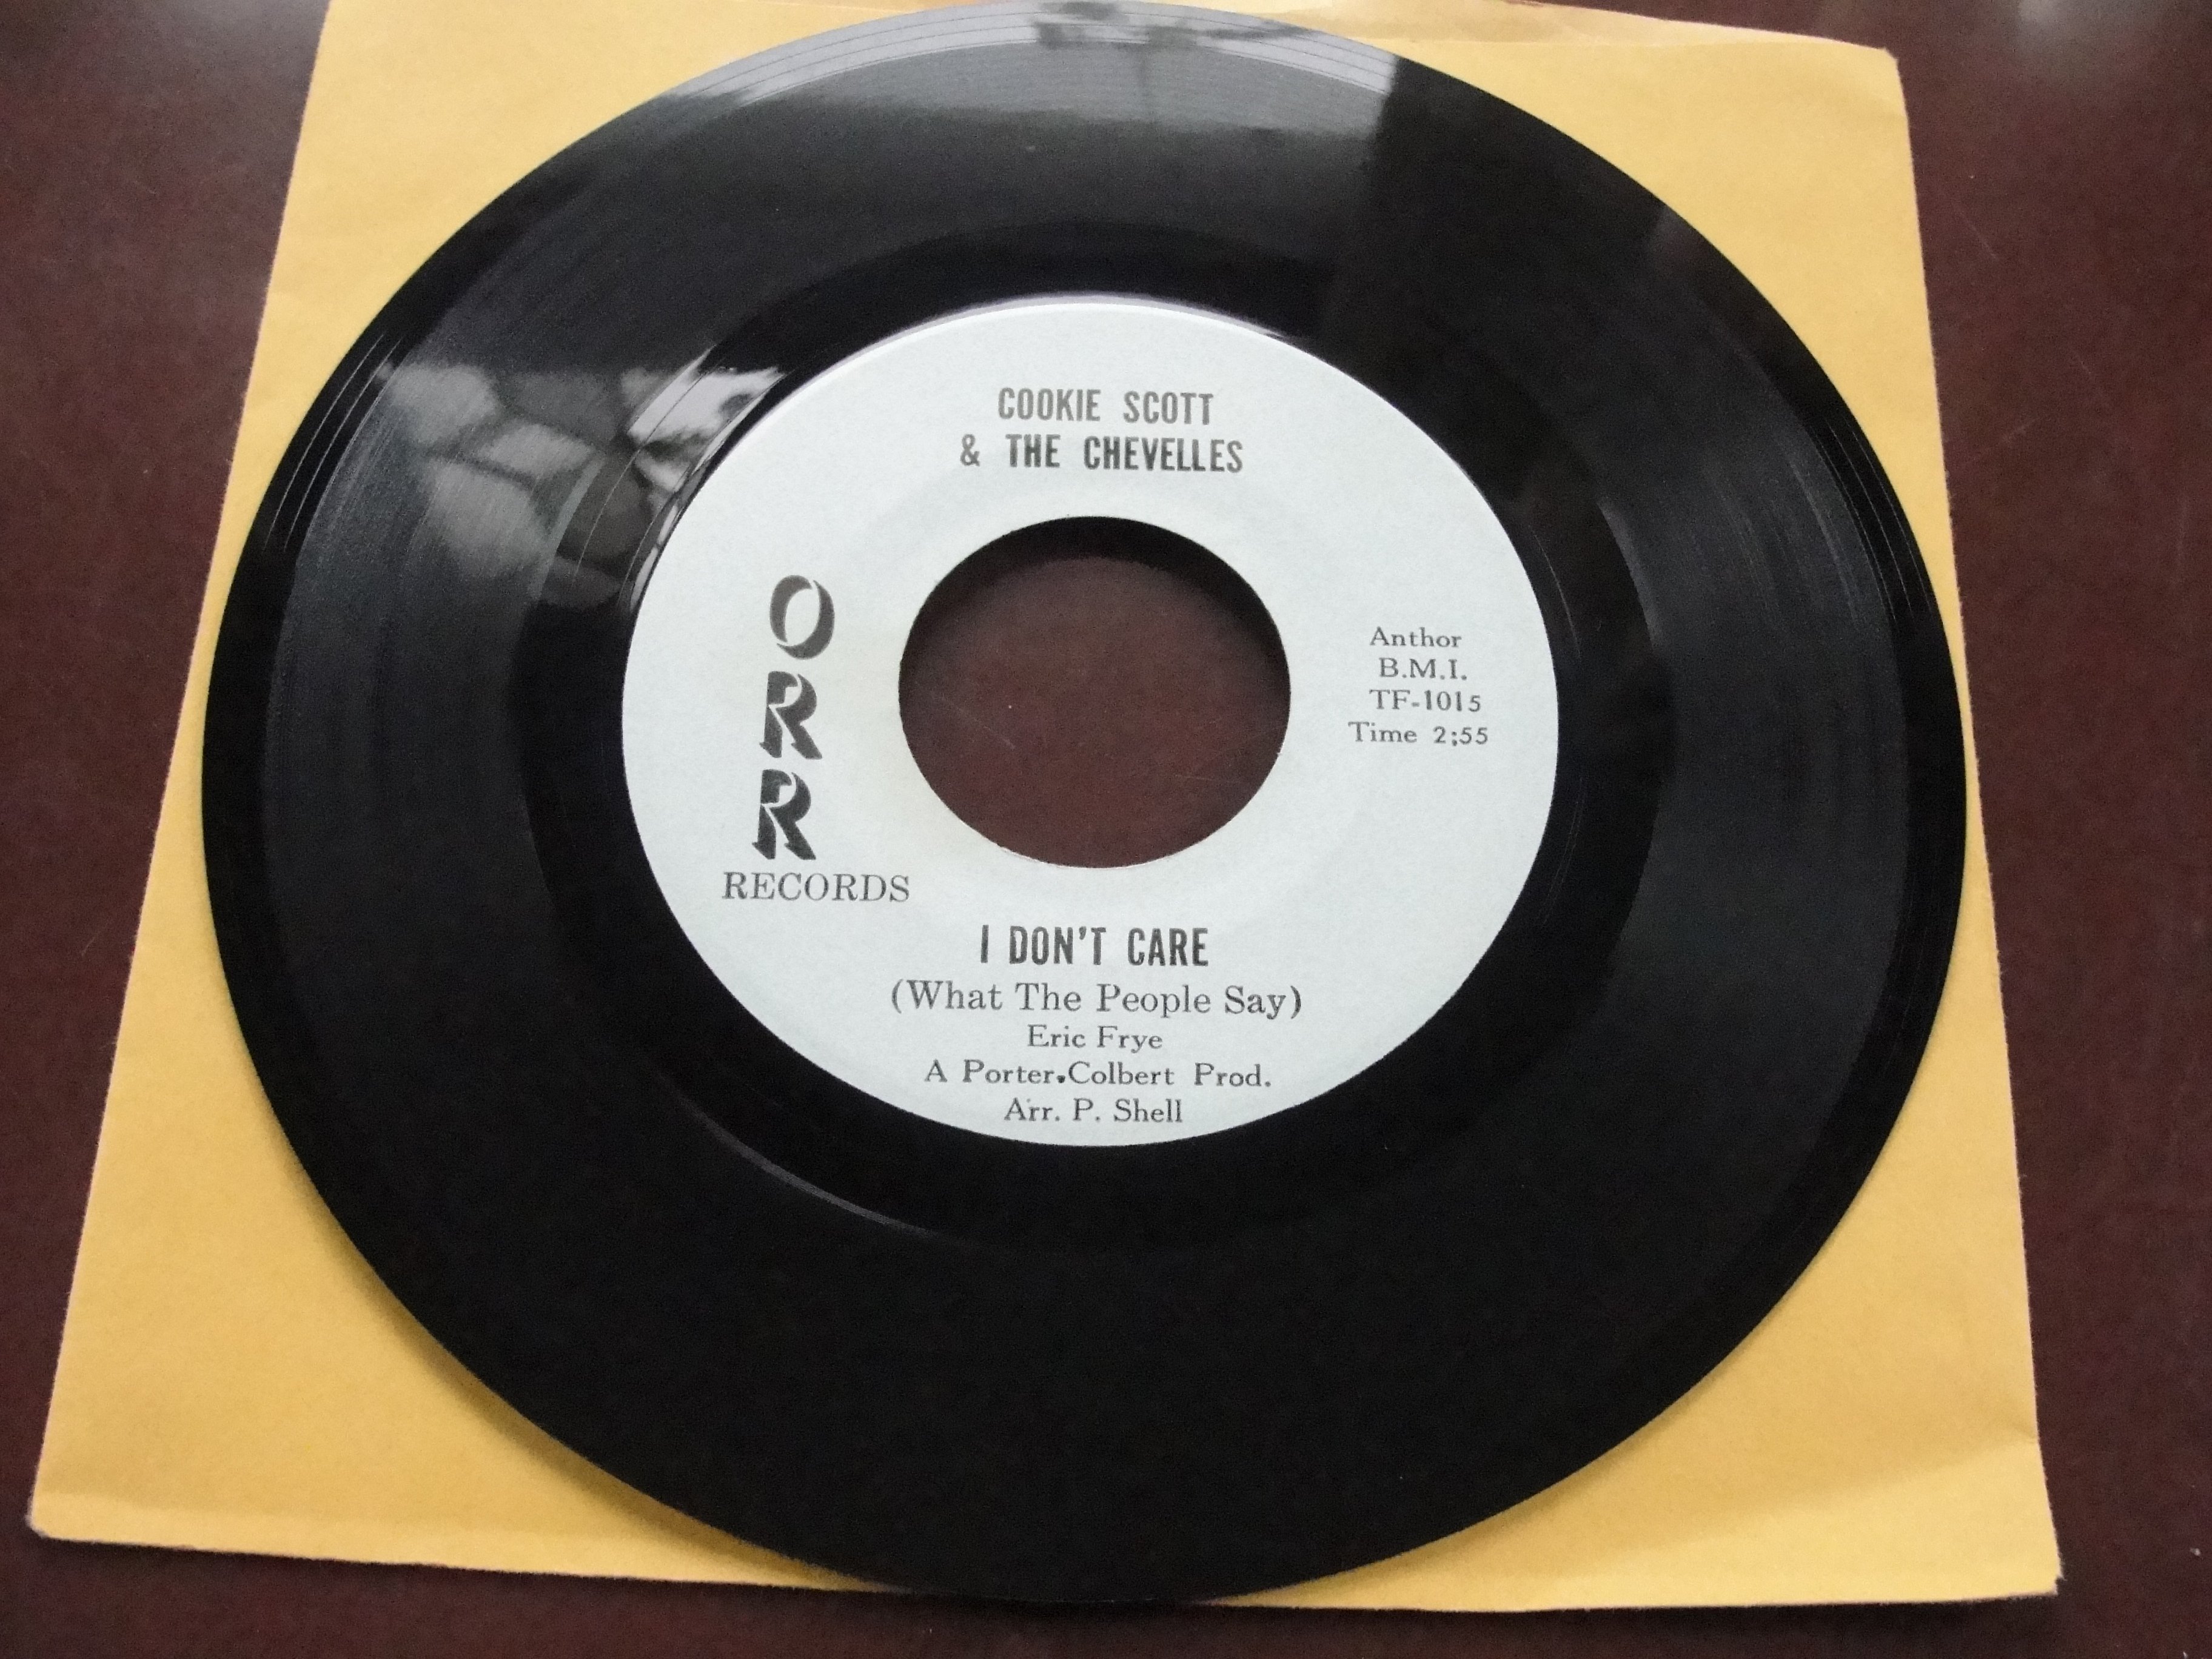 COOKIE SCOTT
& THE CHEVELLES
O
R
R
RECORDS
Anthor
B.M.I.
TF-1015
Time 2;55
I DON'T CARE
(What The People Say)
Eric Frye
A Porter.Colbert Prod.
Arr. P. Shell